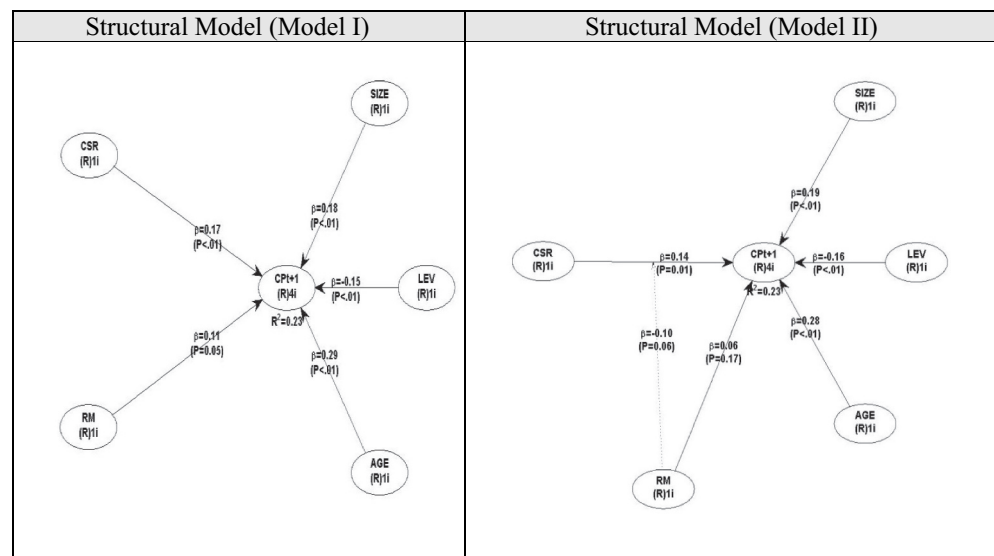 Structural Model (Model I)
Structural Model (Model II)
SIZE
(R)1i
CSR
(R)1i
β=0.18
(P<.01)
β=0.17
(P<.01)
CPt+1
(R)4i
β=-0.15
(P<.01)
LEV
(R)1i
R²=0.23
β=0.11
(P=0.05)
β=0.29
(P<.01)
RM
(R)1i
AGE
(R)1i
SIZE
(R)1i
β=0.19
(P<.01)
CSR
(R)1i
β=0.14
(P=0.01)
CPt+1
(R)4i
β=-0.16
(P<.01)
LEV
(R)1i
R²=0.23
β=-0.10
(P=0.06)
β=0.06
(P=0.17)
β=0.28
(P<.01)
AGE
(R)1i
RM
(R)1i